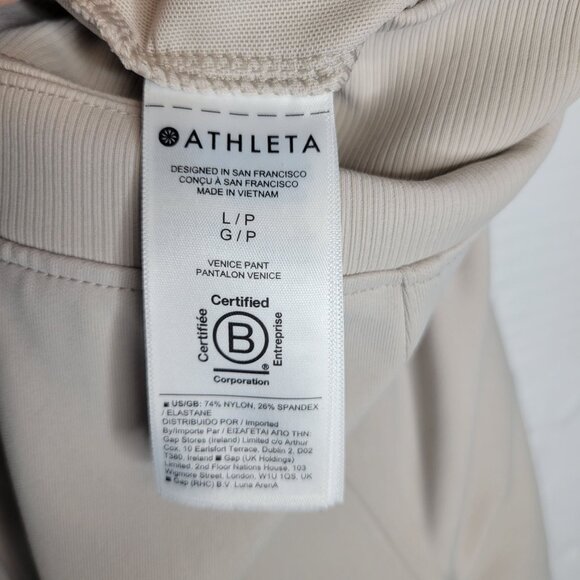 ATHLETA
DESIGNED IN SAN FRANCISCO
CONÇU À SAN FRANCISCO
MADE IN VIETNAM
L / P
G / P
VENICE PANT
PANTALON VENICE
Certified
Certifiée
B
Entreprise
®
Corporation
■ US/GB: 74% NYLON, 26% SPANDEX
/ ELASTANE
DISTRIBUIDO POR / Imported
By/Importe Par / ΕΙΣΑΓΕΤΑΙ ΑΠΟ ΤΗΝ
Gap Stores (Ireland) Limited c/o Arthur
Cox, 10 Earlsfort Terrace, Dublin 2, D02
T380, Ireland ■ Gap (UK Holdings)
Limited, 2nd Floor Nations House, 103
Wigmore Street, London, W1U 1QS, UK
■ Gap (RHC) B.V. Luna ArenA